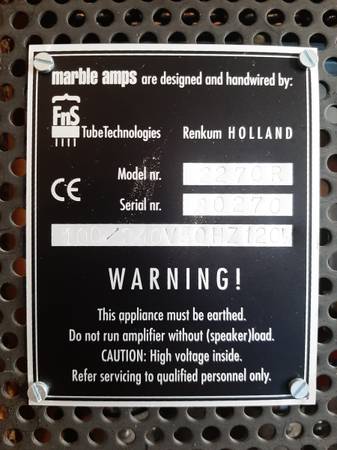 marble amps are designed and handwired by:
FnS
TubeTechnologies Renkum HOLLAND
CE
Model nr. 2270R
Serial nr. 20270
WARNING!
This appliance must be earthed.
Do not run amplifier without (speaker)load.
CAUTION: High voltage inside.
Refer servicing to qualified personnel only.